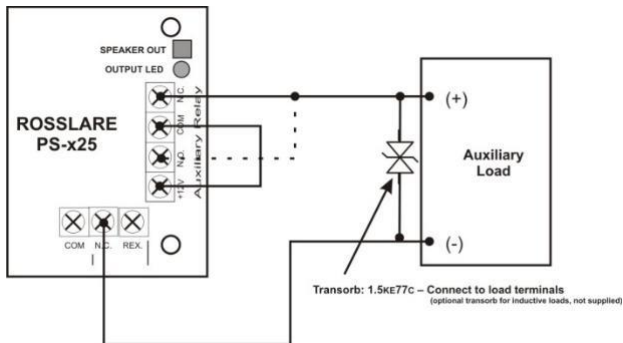 SPEAKER OUT
OUTPUT LED
ROSSLARE
PS-x25
N.C.
COM
N.O.
+12V
Auxiliary Relay
COM
N.C.
REX.
(+)
Auxiliary
Load
(-)
Transorb: 1.5KE77C – Connect to load terminals
(optional transorb for inductive loads, not supplied)